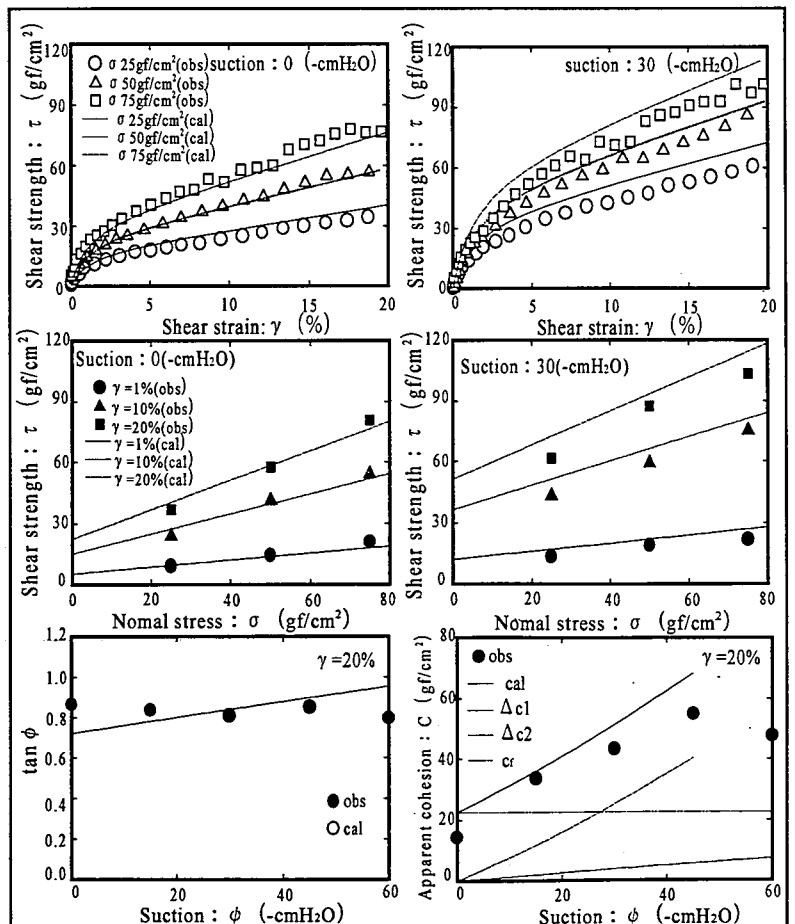 Shear strength : τ (gf/cm²)
120
90
60
30
0
σ 25gf/cm²(obs)
σ 50gf/cm²(obs)
σ 75gf/cm²(obs)
σ 25gf/cm²(cal)
σ 50gf/cm²(cal)
σ 75gf/cm²(cal)
suction : 0 (-cmH₂O)
0 5 10 15 20
Shear strain: γ (%)
Shear strength : τ (gf/cm²)
120
90
60
30
0
suction : 30 (-cmH₂O)
0 5 10 15 20
Shear strain: γ (%)
Shear strength : τ (gf/cm²)
120
90
60
30
0
Suction : 0(-cmH₂O)
γ =1%(obs)
γ =10%(obs)
γ =20%(obs)
γ =1%(cal)
γ =10%(cal)
γ =20%(cal)
0 20 40 60 80
Nomal stress : σ (gf/cm²)
Shear strength : τ (gf/cm²)
120
90
60
30
0
Suction : 30(-cmH₂O)
0 20 40 60 80
Nomal stress : σ (gf/cm²)
tan ϕ
1.2
1.0
0.8
0.6
0.4
0.2
0.0
γ =20%
obs
cal
0 20 40 60
Suction : ϕ (-cmH₂O)
Apparent cohesion : C (gf/cm²)
80
60
40
20
0
obs
cal
Δc1
Δc2
cr
γ =20%
0 20 40 60
Suction : ϕ (-cmH₂O)